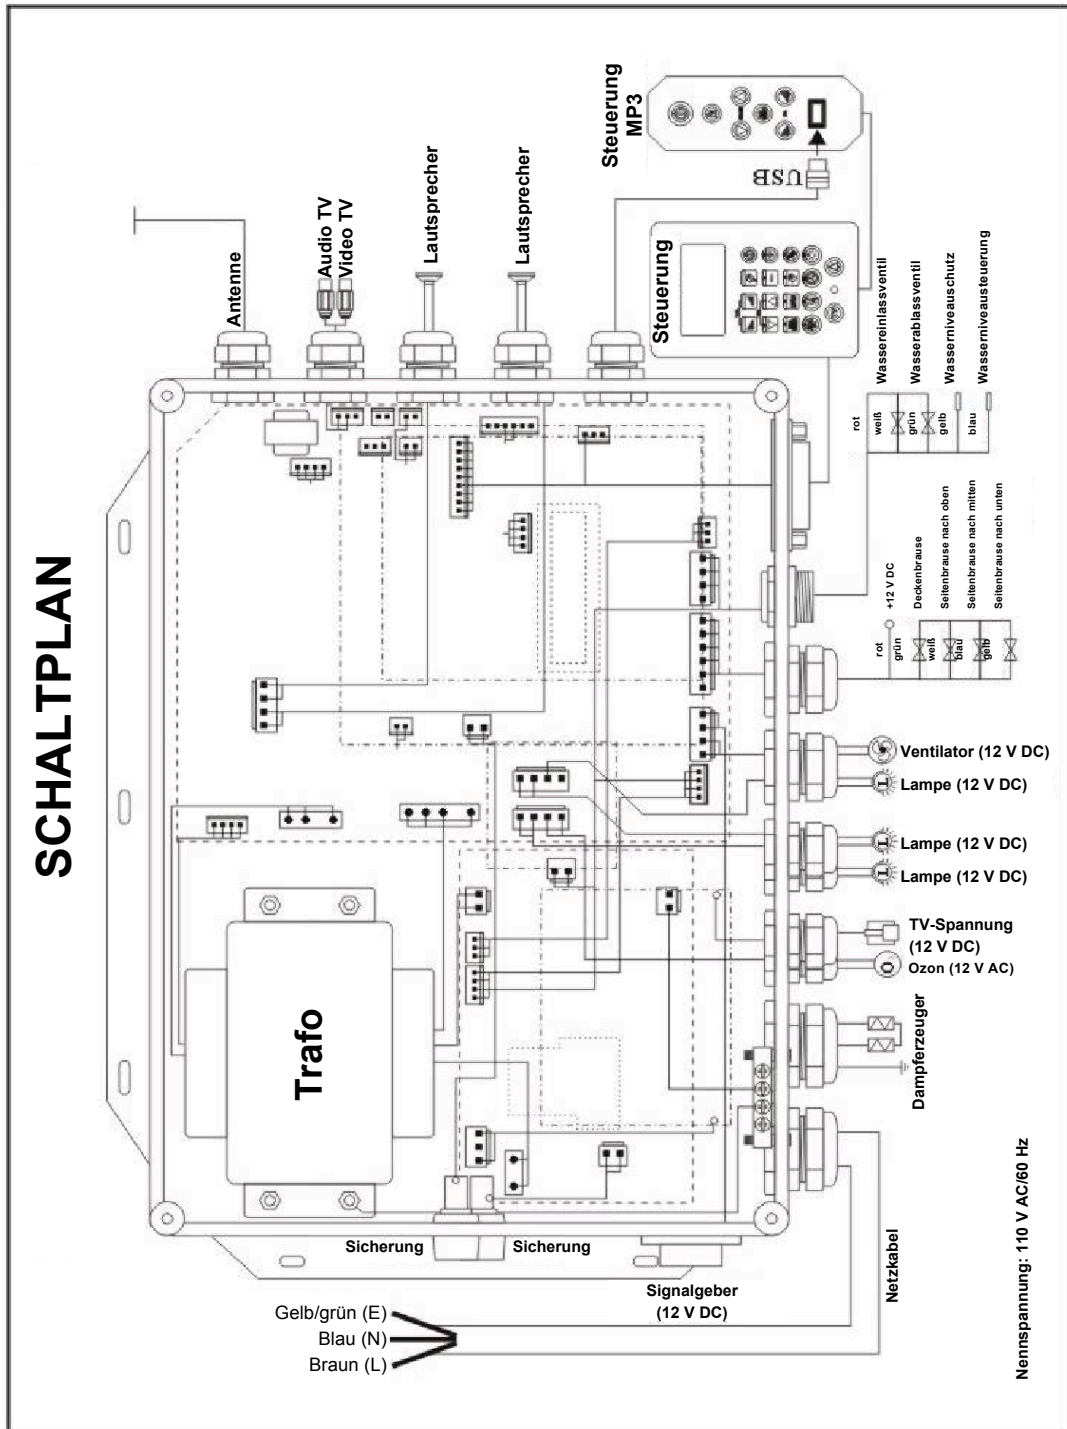 SCHALTPLAN
Steuerung
MP3
USB
Steuerung
Antenne
Audio TV
Video TV
Lautsprecher
Lautsprecher
Wassereinlassventil
Wasserablassventil
Wasserniveauschutz
Wasserniveausteuerung
rot
weiß
grün
gelb
blau
+12 V DC
Deckenbrause
Seitenbrause nach oben
Seitenbrause nach mitten
Seitenbrause nach unten
rot
grün
weiß
blau
gelb
Ventilator (12 V DC)
Lampe (12 V DC)
Lampe (12 V DC)
Lampe (12 V DC)
TV-Spannung
(12 V DC)
Ozon (12 V AC)
Dampferzeuger
Trafo
Sicherung
Sicherung
Signalgeber
(12 V DC)
Netzkabel
Gelb/grün (E)
Blau (N)
Braun (L)
Nennspannung: 110 V AC/60 Hz